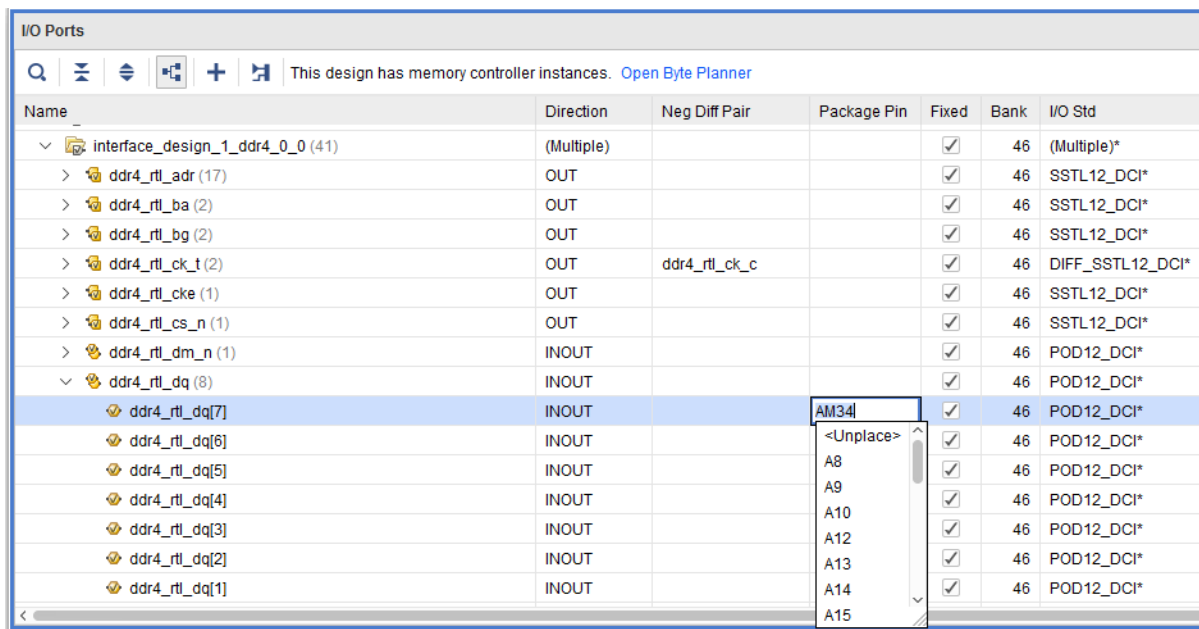 I/O Ports
This design has memory controller instances. Open Byte Planner
Name Direction Neg Diff Pair Package Pin Fixed Bank I/O Std
interface_design_1_ddr4_0_0 (41) (Multiple) 46 (Multiple)*
ddr4_rtl_adr (17) OUT 46 SSTL12_DCI*
ddr4_rtl_ba (2) OUT 46 SSTL12_DCI*
ddr4_rtl_bg (2) OUT 46 SSTL12_DCI*
ddr4_rtl_ck_t (2) OUT ddr4_rtl_ck_c 46 DIFF_SSTL12_DCI*
ddr4_rtl_cke (1) OUT 46 SSTL12_DCI*
ddr4_rtl_cs_n (1) OUT 46 SSTL12_DCI*
ddr4_rtl_dm_n (1) INOUT 46 POD12_DCI*
ddr4_rtl_dq (8) INOUT 46 POD12_DCI*
ddr4_rtl_dq[7] INOUT AM34 46 POD12_DCI*
<Unplace>
ddr4_rtl_dq[6] INOUT 46 POD12_DCI*
A8
ddr4_rtl_dq[5] INOUT 46 POD12_DCI*
A9
ddr4_rtl_dq[4] INOUT 46 POD12_DCI*
A10
ddr4_rtl_dq[3] INOUT 46 POD12_DCI*
A12
ddr4_rtl_dq[2] INOUT 46 POD12_DCI*
A13
ddr4_rtl_dq[1] INOUT 46 POD12_DCI*
A14
A15